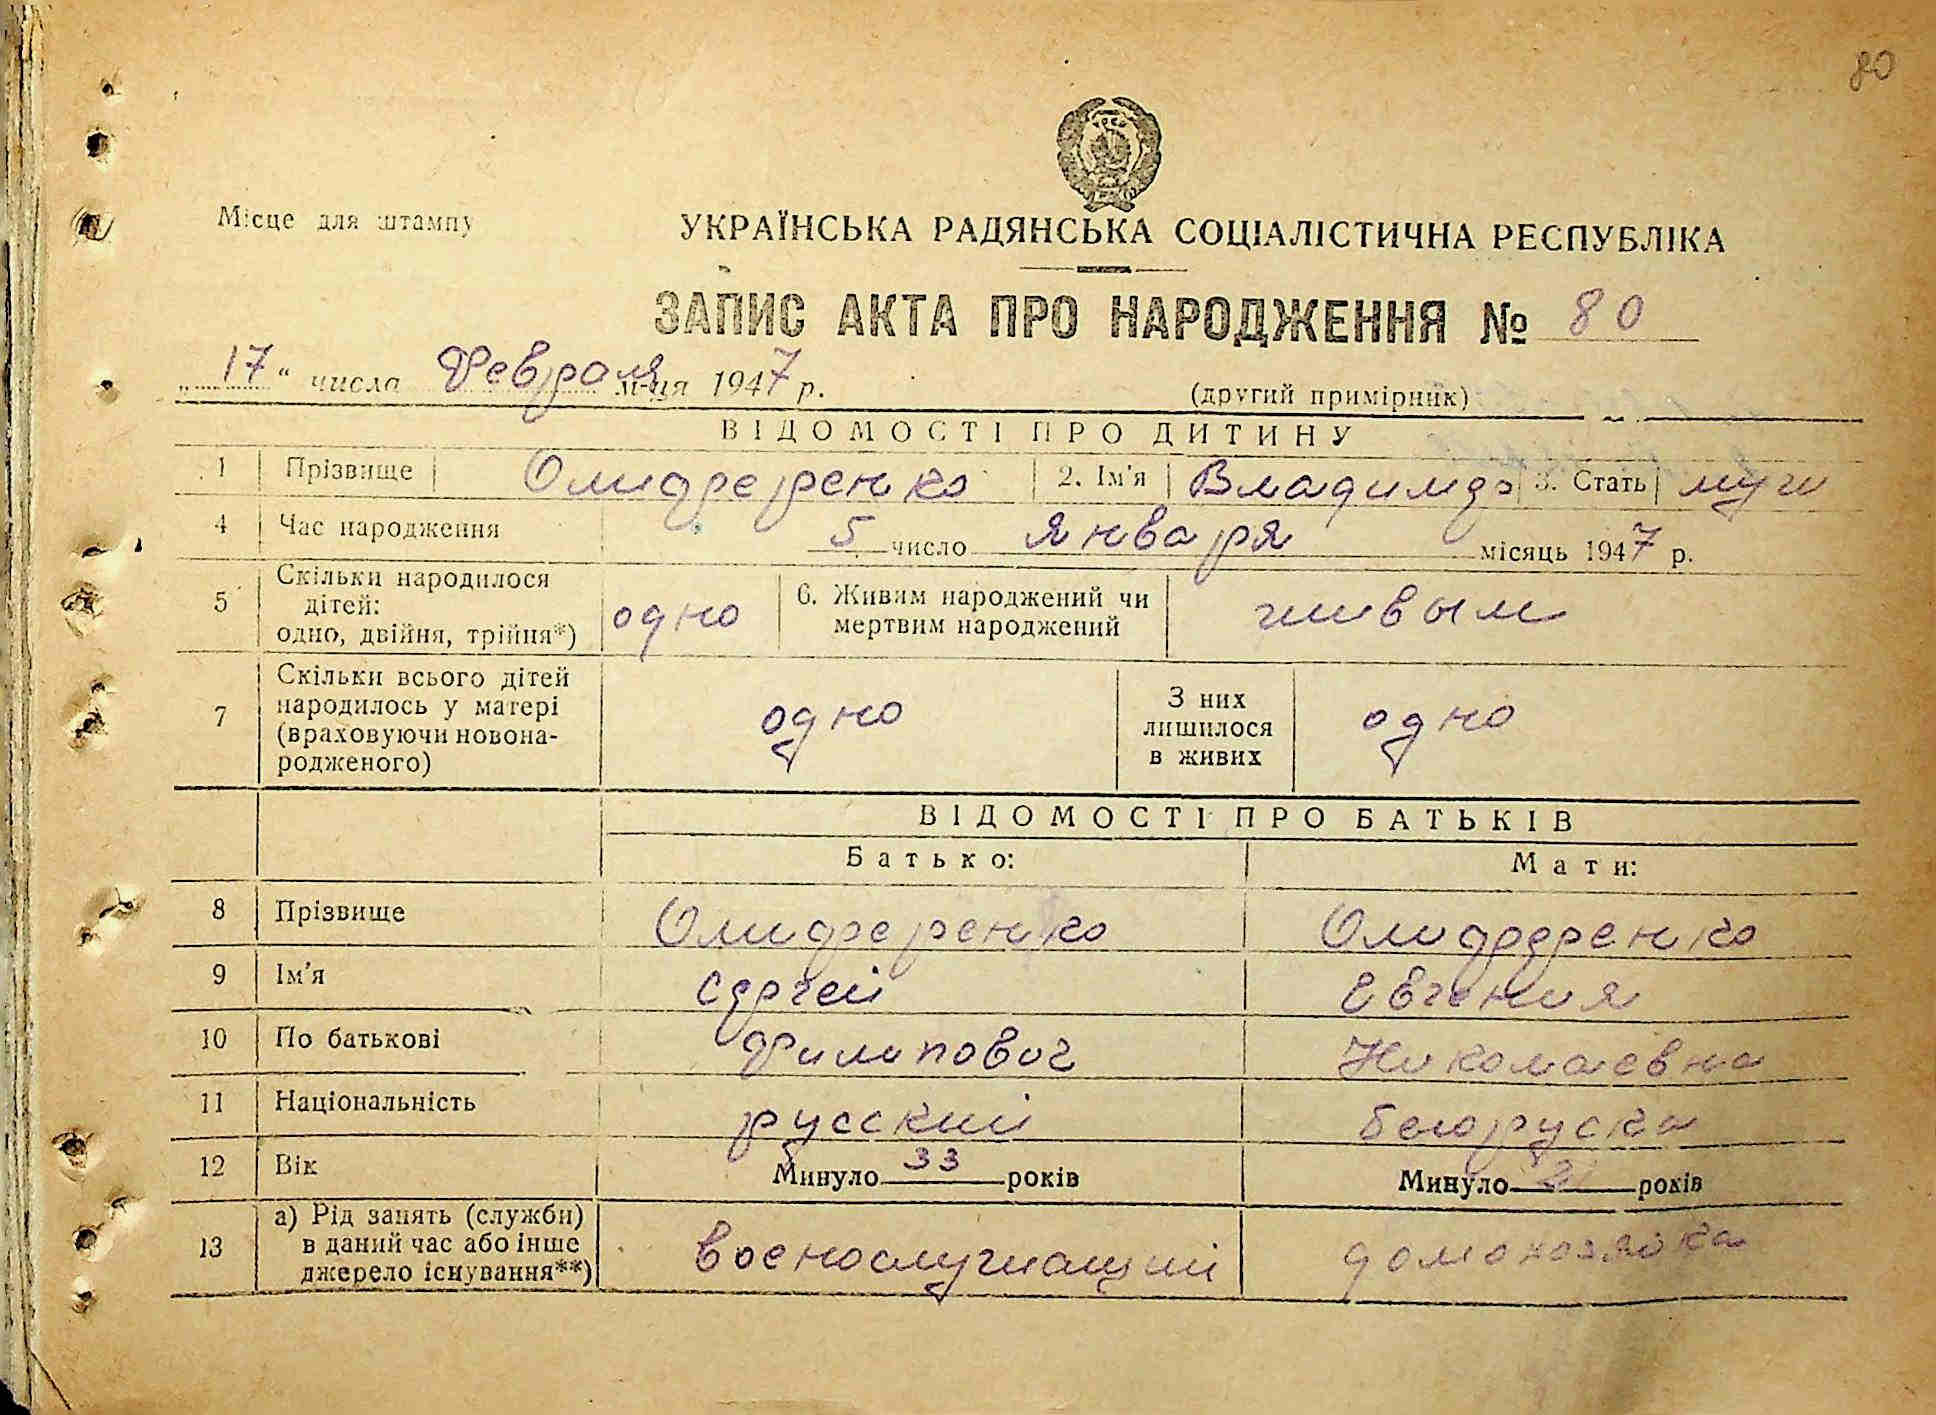 80
Місце для штампу
УКРАЇНСЬКА РАДЯНСЬКА СОЦІАЛІСТИЧНА РЕСПУБЛІКА
ЗАПИС АКТА ПРО НАРОДЖЕННЯ № 80
„17“ числа Февраля м-ця 1947 р.
(другий примірник)
ВІДОМОСТІ ПРО ДИТИНУ
1 Прізвище Олиференко 2. Ім'я Владимир 3. Стать муж
4 Час народження 5 число января місяць 1947 р.
5 Скільки народилося дітей: одно, двійня, трійня*) одно 6. Живим народжений чи мертвим народжений живым
7 Скільки всього дітей народилось у матері (враховуючи новонародженого) одно З них лишилося в живих одно
ВІДОМОСТІ ПРО БАТЬКІВ
Батько: Мати:
8 Прізвище Олиференко Олиференко
9 Ім'я Сергей Евгения
10 По батькові Филипович Николаевна
11 Національність русский белоруска
12 Вік Минуло 33 років Минуло років
13 а) Рід занять (служби) в даний час або інше джерело існування**) военослужащий домохозяйка